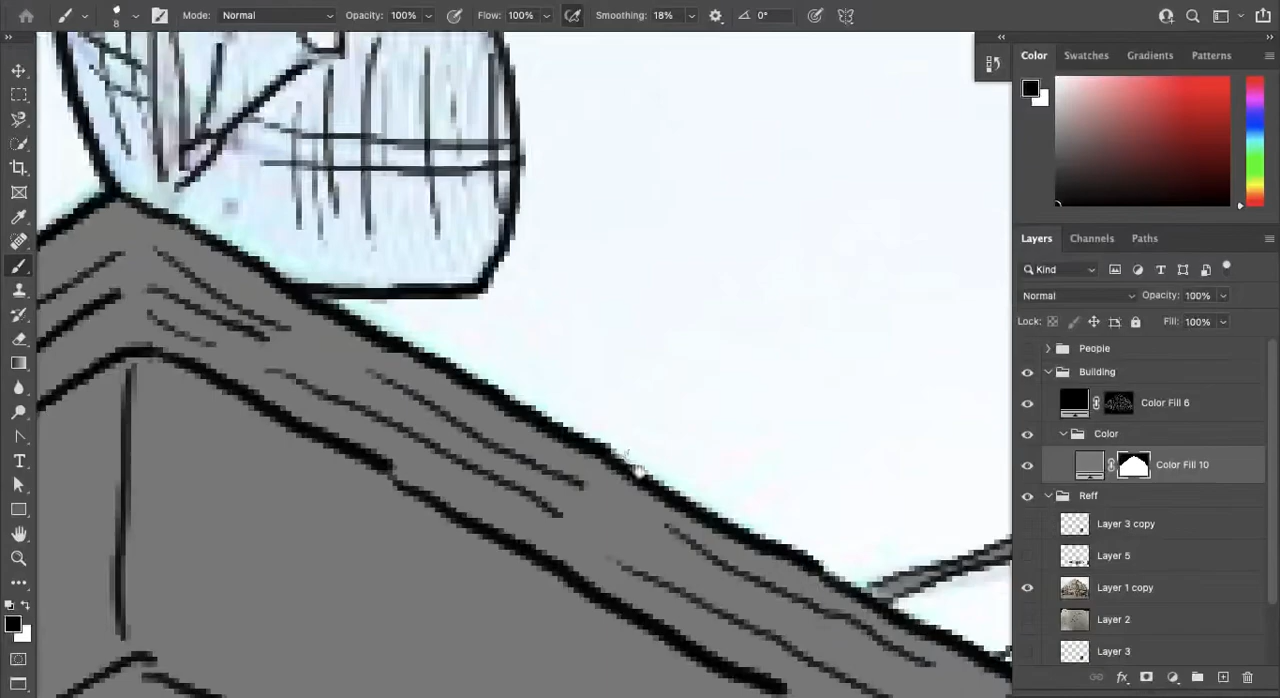 8 Mode: Normal Opacity: 100% Flow: 100% Smoothing: 18% 0°
Color Swatches Gradients Patterns
Layers Channels Paths
Kind
Normal Opacity: 100%
Lock: Fill: 100%
People
Building
Color Fill 6
Color
Color Fill 10
Reff
Layer 3 copy
Layer 5
Layer 1 copy
Layer 2
Layer 3
fx